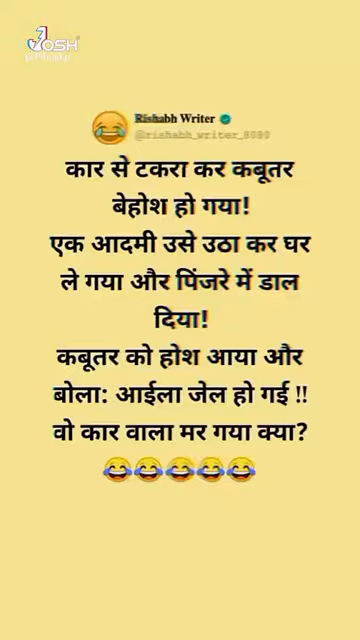 JOSH
Rishabh Writer
@rishabh_writer_8080
कार से टकरा कर कबूतर
बेहोश हो गया!
एक आदमी उसे उठा कर घर
ले गया और पिंजरे में डाल
दिया!
कबूतर को होश आया और
बोला: आईला जेल हो गई !!
वो कार वाला मर गया क्या?
😂😂😂😂😂